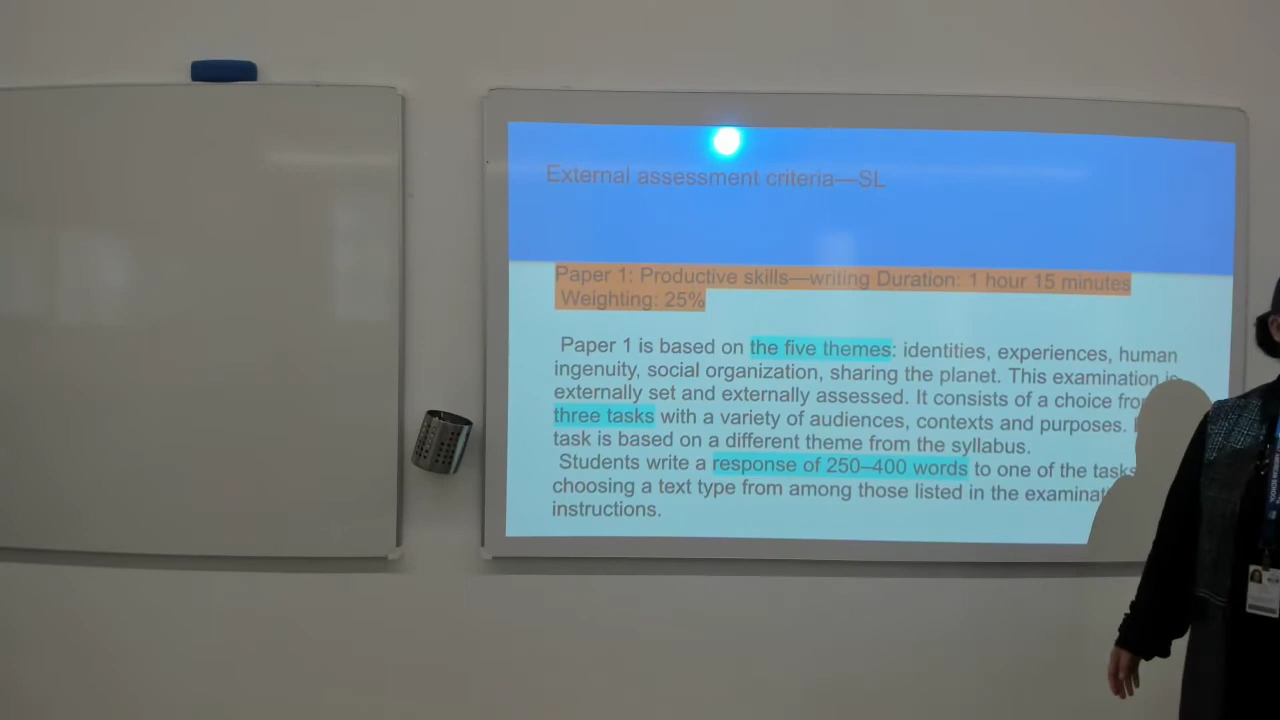 External assessment criteria—SL
Paper 1: Productive skills—writing Duration: 1 hour 15 minutes
Weighting: 25%
Paper 1 is based on the five themes: identities, experiences, human
ingenuity, social organization, sharing the planet. This examination is
externally set and externally assessed. It consists of a choice
three tasks with a variety of audiences, contexts and purposes.
task is based on a different theme from the syllabus.
Students write a response of 250–400 words to one of the tasks
choosing a text type from among those listed in the
instructions.